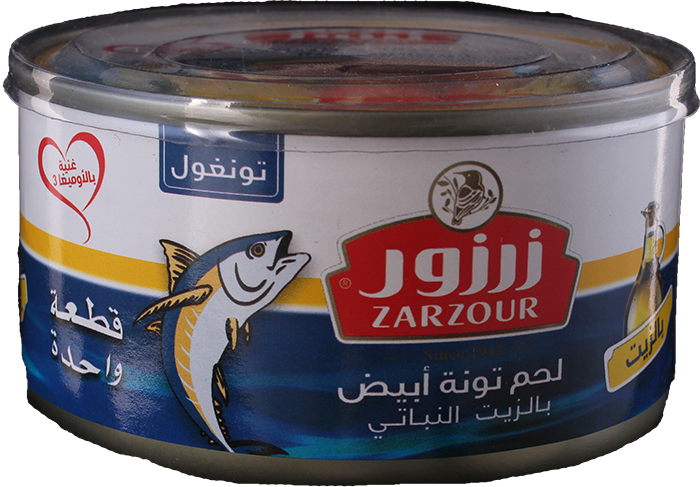 تونغول
غنية
بالأوميغا 3
زرزور
®
ZARZOUR
قطعة
واحدة
لحم تونة أبيض
بالزيت النباتي
بالزيت